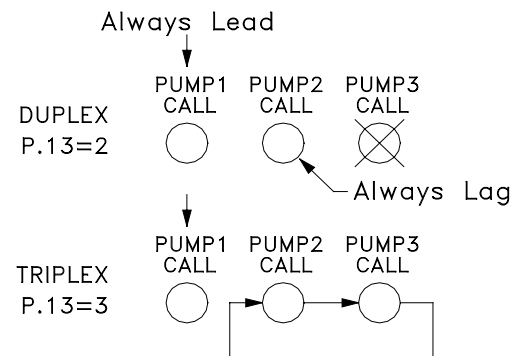 Always Lead
PUMP1 PUMP2 PUMP3
CALL CALL CALL
DUPLEX
P.13=2
Always Lag
PUMP1 PUMP2 PUMP3
CALL CALL CALL
TRIPLEX
P.13=3